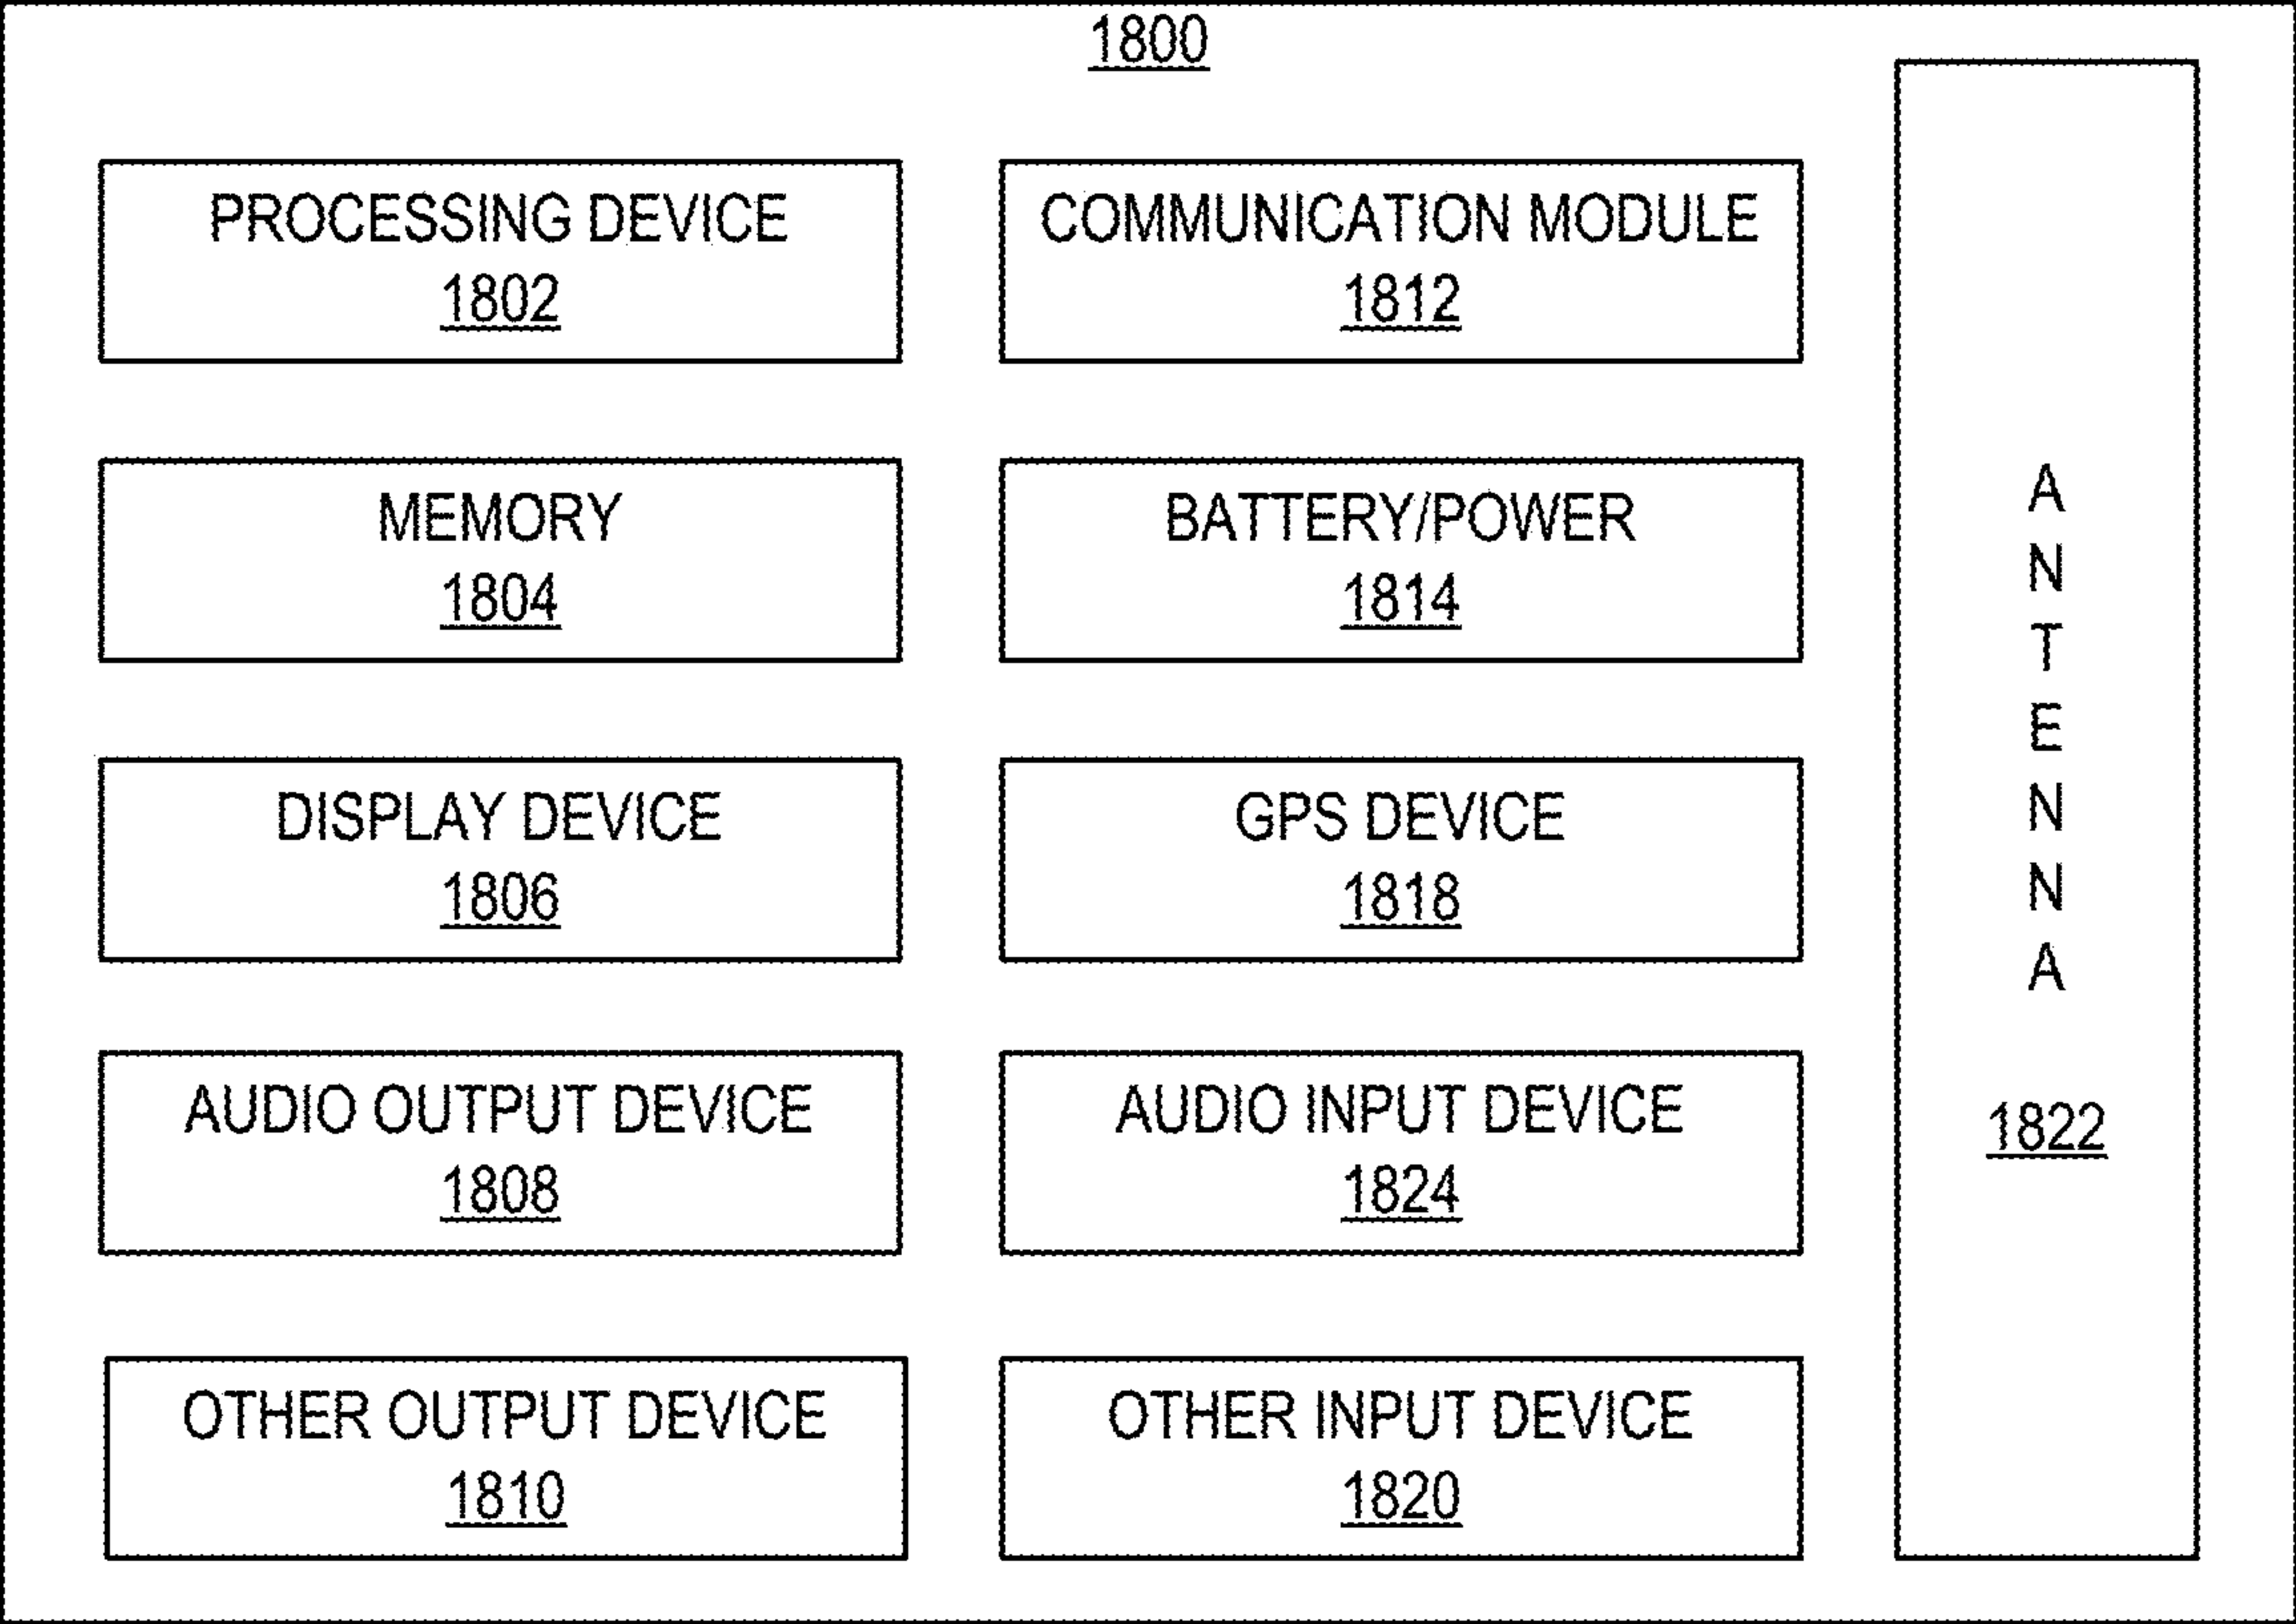 1800
PROCESSING DEVICE
1802
COMMUNICATION MODULE
1812
MEMORY
1804
BATTERY/POWER
1814
DISPLAY DEVICE
1806
GPS DEVICE
1818
AUDIO OUTPUT DEVICE
1808
AUDIO INPUT DEVICE
1824
OTHER OUTPUT DEVICE
1810
OTHER INPUT DEVICE
1820
A
N
T
E
N
N
A
1822